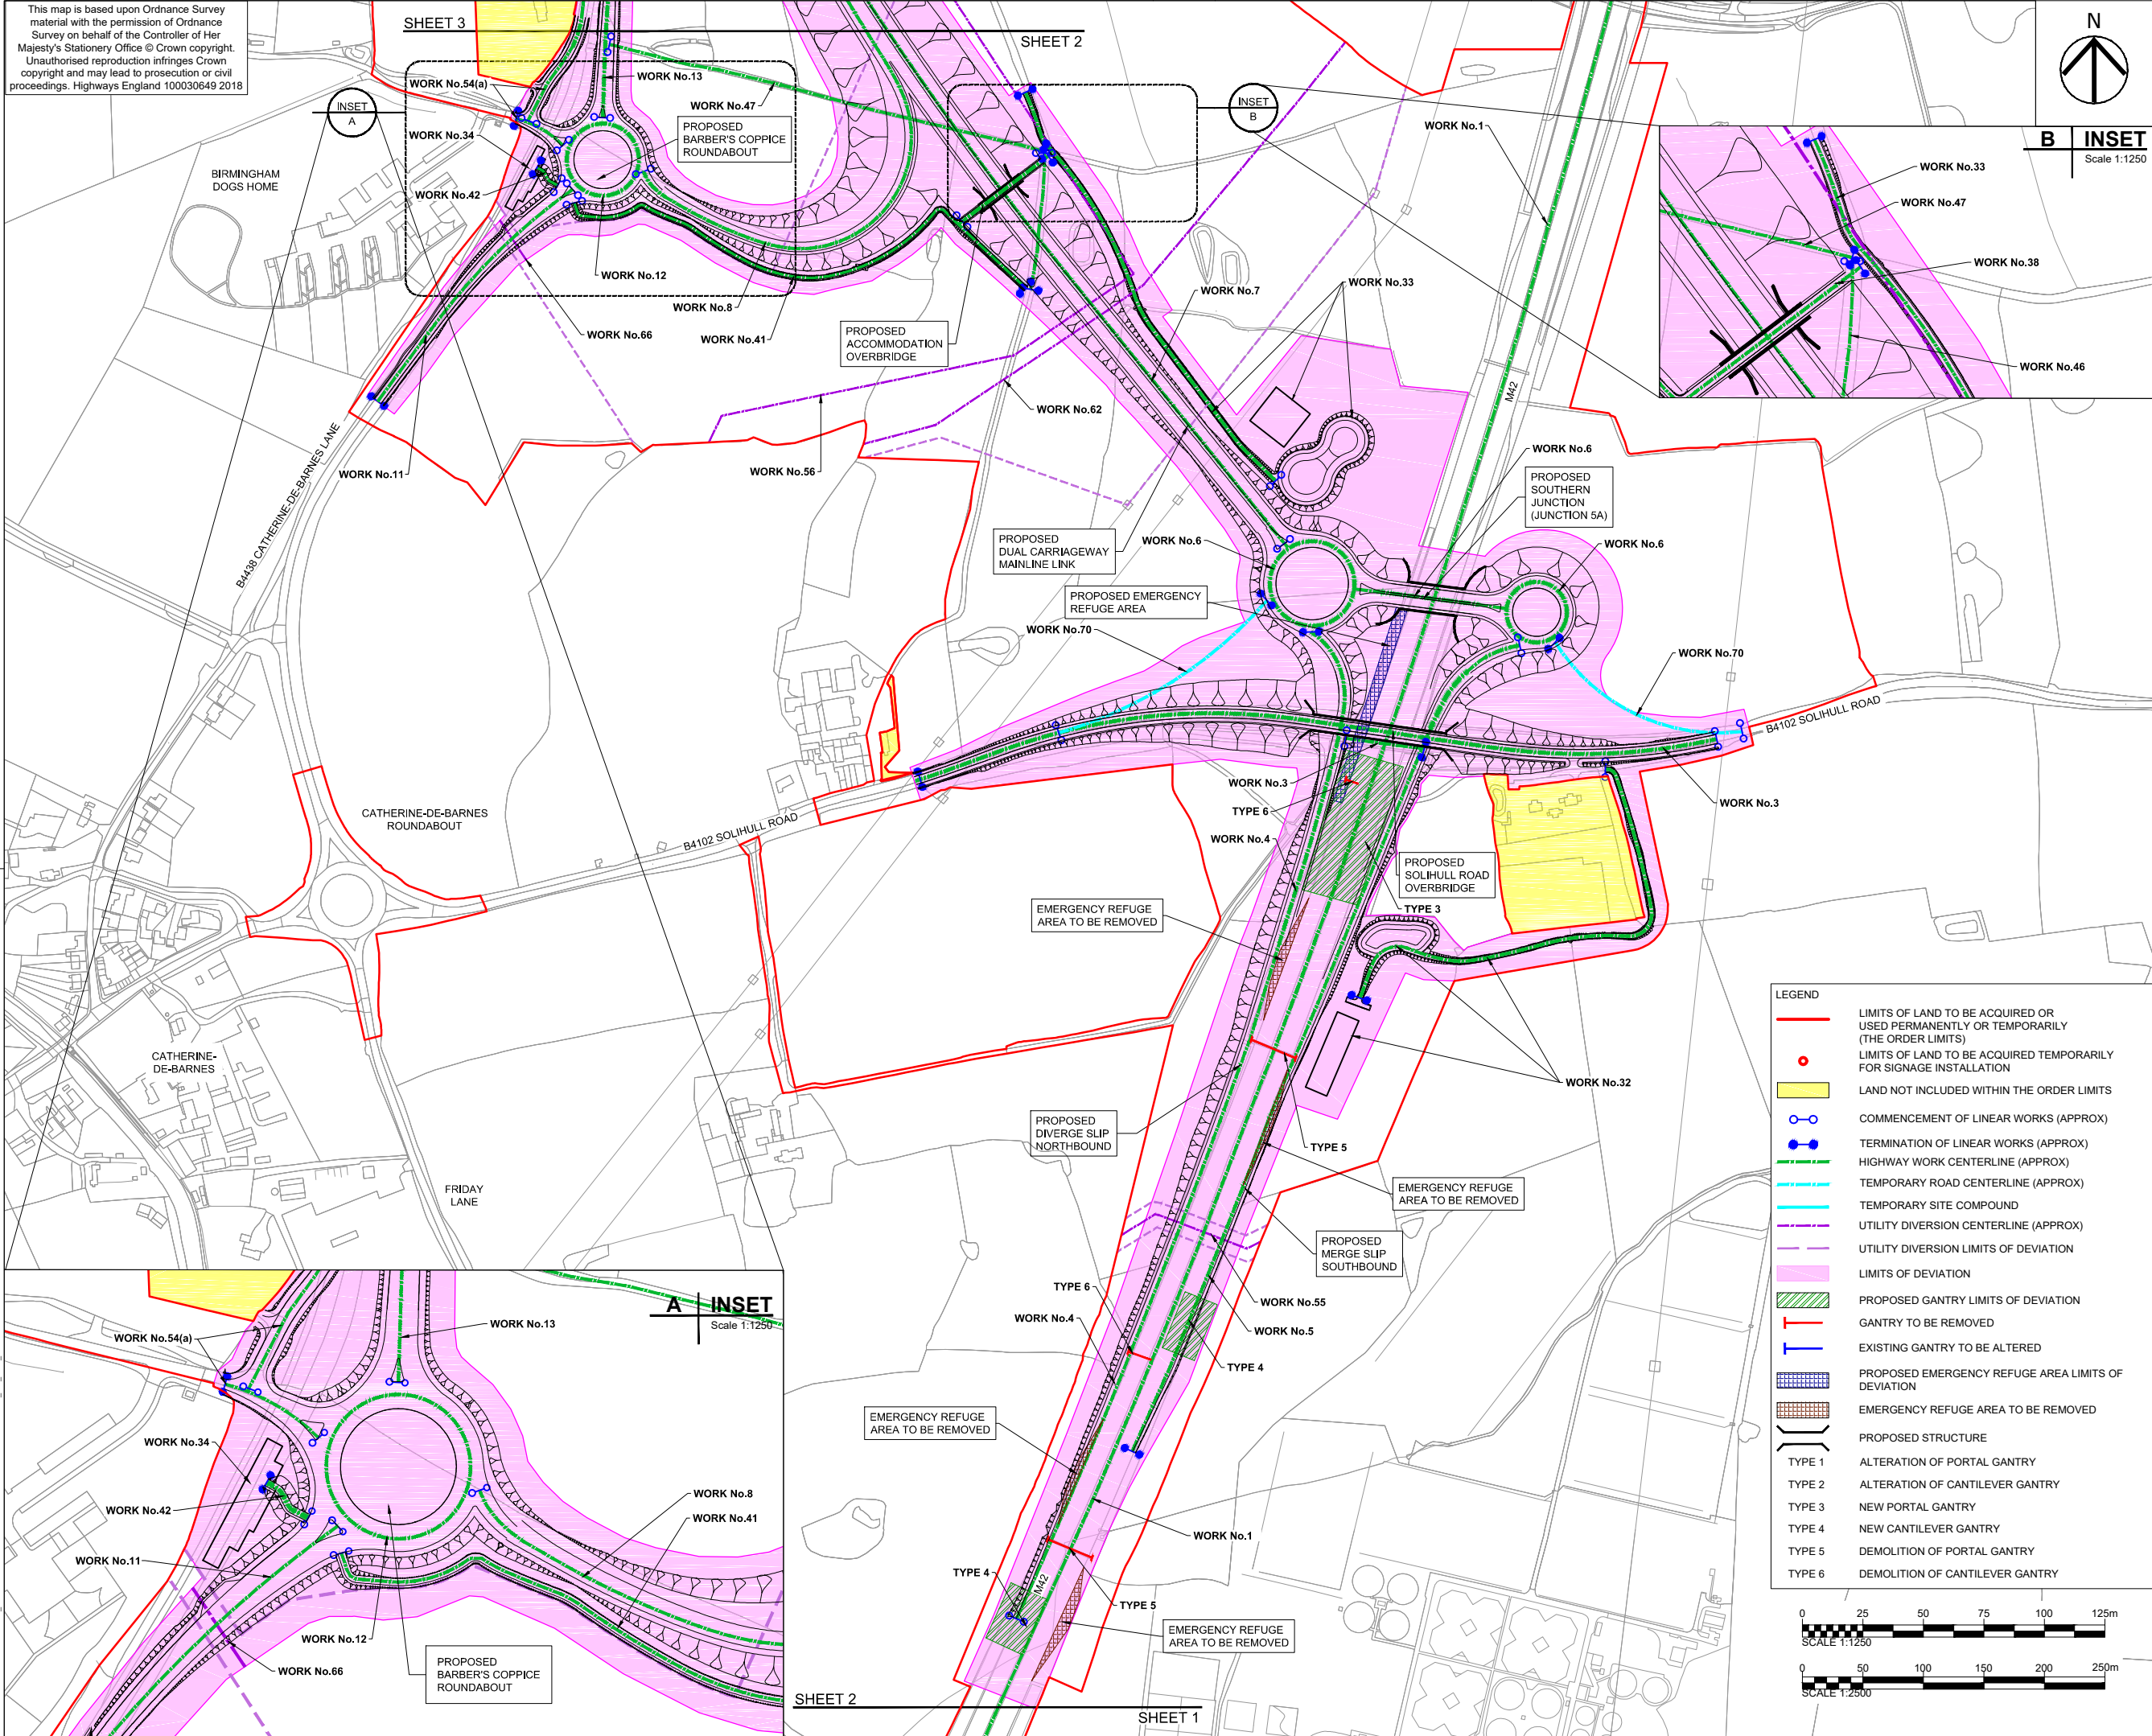 This map is based upon Ordnance Survey
material with the permission of Ordnance
Survey on behalf of the Controller of Her
Majesty's Stationery Office © Crown copyright.
Unauthorised reproduction infringes Crown
copyright and may lead to prosecution or civil
proceedings. Highways England 100030649 2018
SHEET 3
SHEET 2
N
INSET
A
WORK No.54(a)
WORK No.13
WORK No.47
WORK No.34
PROPOSED
BARBER'S COPPICE
ROUNDABOUT
BIRMINGHAM
DOGS HOME
WORK No.42
WORK No.12
WORK No.8
WORK No.66
WORK No.41
INSET
B
WORK No.1
B INSET
Scale 1:1250
WORK No.33
WORK No.47
WORK No.38
WORK No.46
WORK No.7
WORK No.33
PROPOSED
ACCOMMODATION
OVERBRIDGE
WORK No.62
M42
WORK No.11
WORK No.56
B4438 CATHERINE-DE-BARNES LANE
WORK No.6
PROPOSED
SOUTHERN
JUNCTION
(JUNCTION 5A)
PROPOSED
DUAL CARRIAGEWAY
MAINLINE LINK
WORK No.6
WORK No.6
PROPOSED EMERGENCY
REFUGE AREA
WORK No.70
WORK No.70
B4102 SOLIHULL ROAD
WORK No.3
TYPE 6
WORK No.4
WORK No.3
CATHERINE-DE-BARNES
ROUNDABOUT
B4102 SOLIHULL ROAD
PROPOSED
SOLIHULL ROAD
OVERBRIDGE
TYPE 3
EMERGENCY REFUGE
AREA TO BE REMOVED
CATHERINE-
DE-BARNES
WORK No.32
PROPOSED
DIVERGE SLIP
NORTHBOUND
TYPE 5
EMERGENCY REFUGE
AREA TO BE REMOVED
FRIDAY
LANE
PROPOSED
MERGE SLIP
SOUTHBOUND
TYPE 6
WORK No.4
WORK No.55
WORK No.5
TYPE 4
EMERGENCY REFUGE
AREA TO BE REMOVED
WORK No.1
TYPE 4
M42
TYPE 5
EMERGENCY REFUGE
AREA TO BE REMOVED
SHEET 2
SHEET 1
A INSET
Scale 1:1250
WORK No.54(a)
WORK No.13
WORK No.34
WORK No.42
WORK No.8
WORK No.41
WORK No.11
WORK No.12
WORK No.66
PROPOSED
BARBER'S COPPICE
ROUNDABOUT
LEGEND
LIMITS OF LAND TO BE ACQUIRED OR
USED PERMANENTLY OR TEMPORARILY
(THE ORDER LIMITS)
LIMITS OF LAND TO BE ACQUIRED TEMPORARILY
FOR SIGNAGE INSTALLATION
LAND NOT INCLUDED WITHIN THE ORDER LIMITS
COMMENCEMENT OF LINEAR WORKS (APPROX)
TERMINATION OF LINEAR WORKS (APPROX)
HIGHWAY WORK CENTERLINE (APPROX)
TEMPORARY ROAD CENTERLINE (APPROX)
TEMPORARY SITE COMPOUND
UTILITY DIVERSION CENTERLINE (APPROX)
UTILITY DIVERSION LIMITS OF DEVIATION
LIMITS OF DEVIATION
PROPOSED GANTRY LIMITS OF DEVIATION
GANTRY TO BE REMOVED
EXISTING GANTRY TO BE ALTERED
PROPOSED EMERGENCY REFUGE AREA LIMITS OF
DEVIATION
EMERGENCY REFUGE AREA TO BE REMOVED
PROPOSED STRUCTURE
TYPE 1 ALTERATION OF PORTAL GANTRY
TYPE 2 ALTERATION OF CANTILEVER GANTRY
TYPE 3 NEW PORTAL GANTRY
TYPE 4 NEW CANTILEVER GANTRY
TYPE 5 DEMOLITION OF PORTAL GANTRY
TYPE 6 DEMOLITION OF CANTILEVER GANTRY
0 25 50 75 100 125m
SCALE 1:1250
0 50 100 150 200 250m
SCALE 1:2500